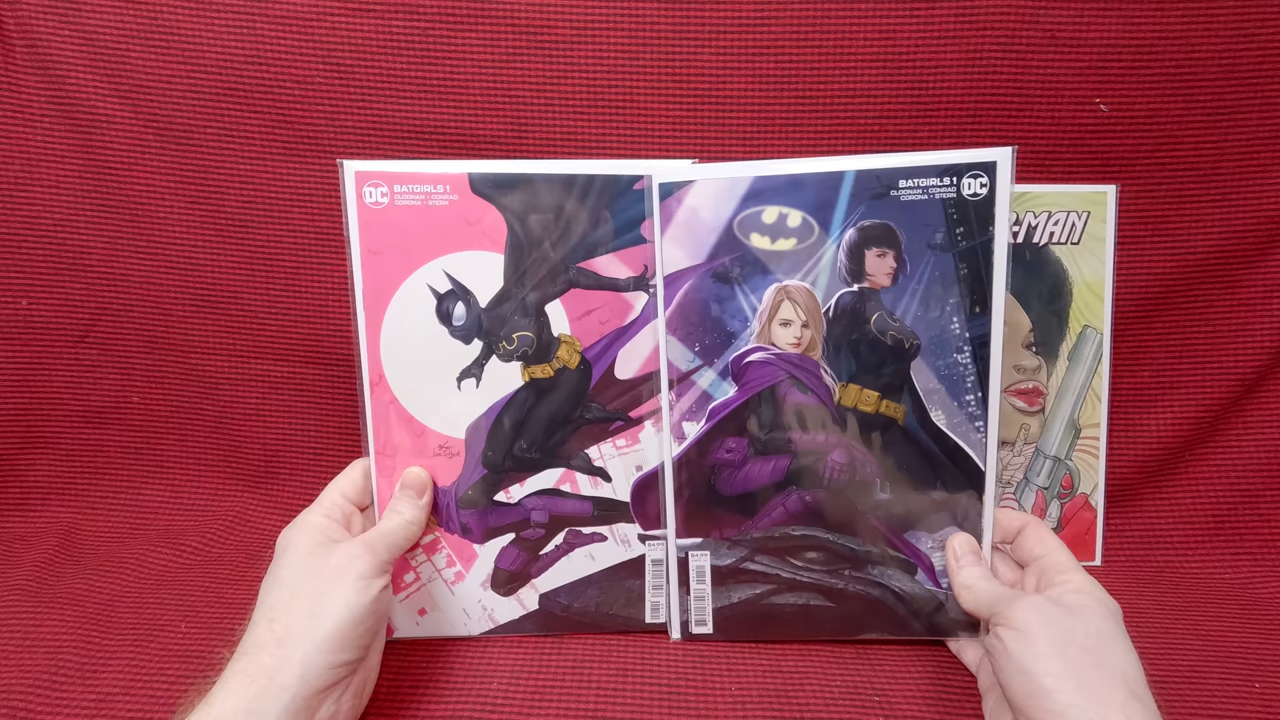 DC
BATGIRLS 1
CLOONAN • CONRAD
CORONA • STERN
$4.99
BATGIRLS 1
CLOONAN • CONRAD
CORONA • STERN
DC
$4.99
-MAN